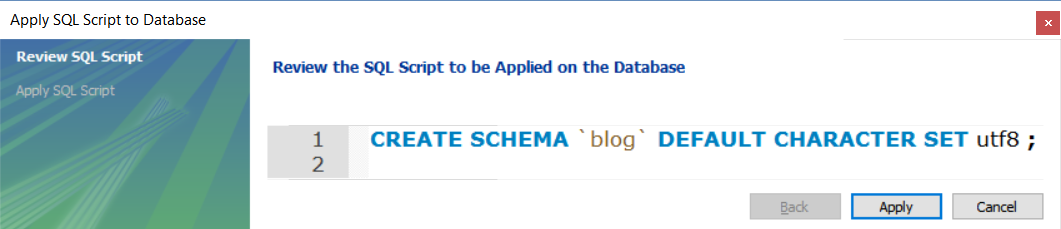 Apply SQL Script to Database
Review SQL Script
Apply SQL Script
Review the SQL Script to be Applied on the Database
1 CREATE SCHEMA `blog` DEFAULT CHARACTER SET utf8 ;
2
Back Apply Cancel